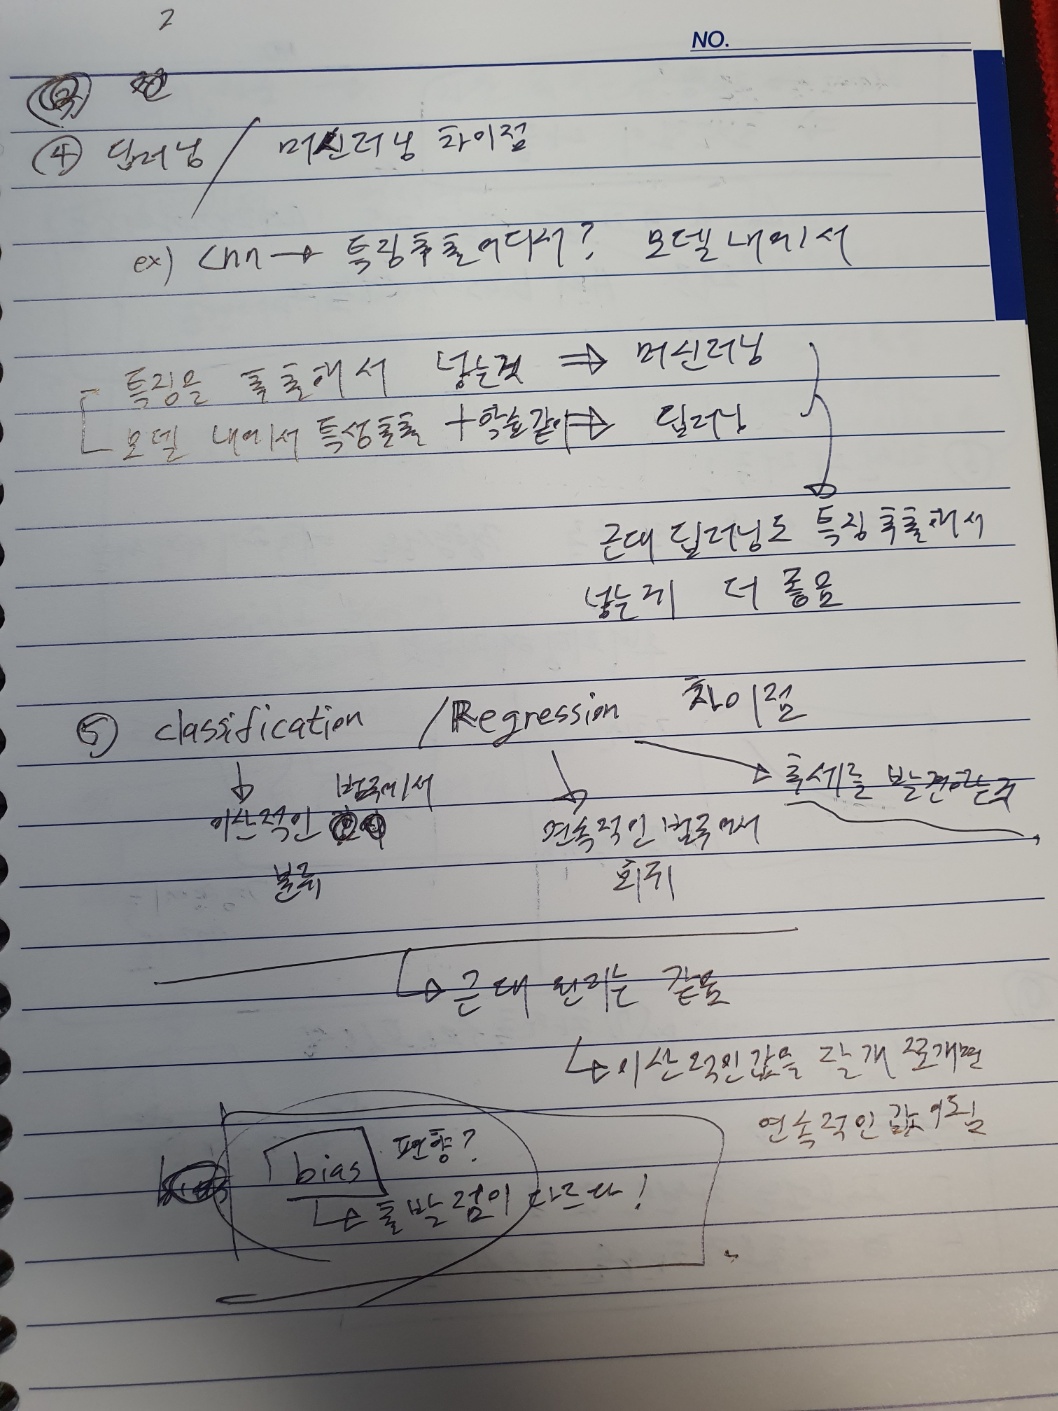 2
NO.
④ 딥러닝 / 머신러닝 차이점
ex) cnn → 특징추출어디서? 모델 내에서
특징을 추출해서 넣는것 ⇒ 머신러닝
모델 내에서 특성추출 + 학습같이 ⇒ 딥러닝
근데 딥러닝도 특징 추출해서
넣는게 더 좋음
⑤ classification / Regression 차이점
이산적인 범주에서
분류
연속적인 범주에서
회귀
추세를 발견하는것
근데 원리는 같음
이산적인값을 잘게 쪼개면
연속적인 값이됨
bias 편향?
출발점이 다르다!